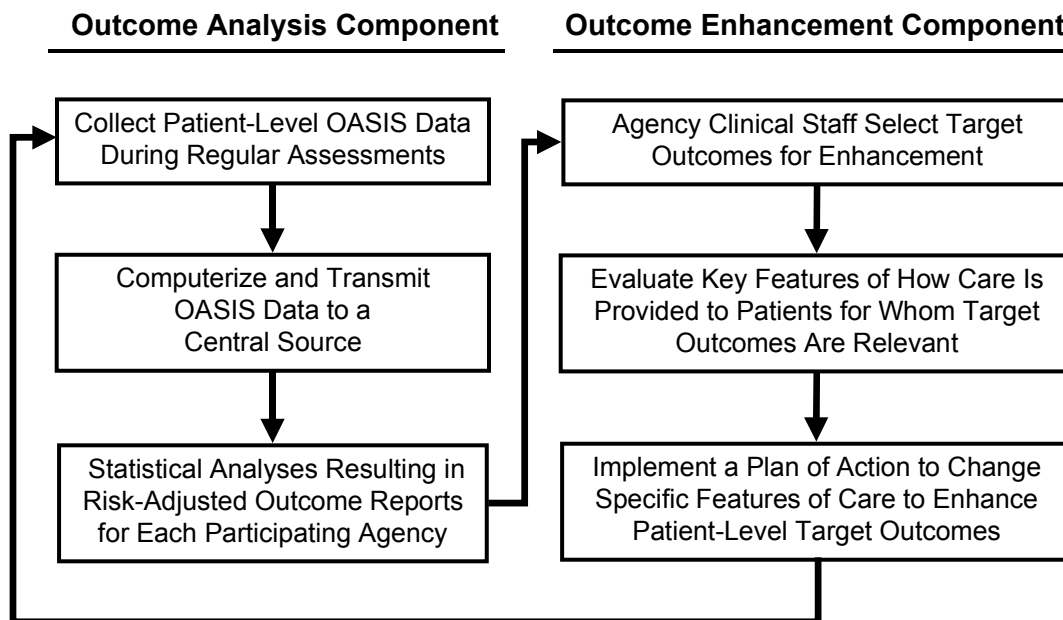 Outcome Analysis Component
Collect Patient-Level OASIS Data
During Regular Assessments
Computerize and Transmit
OASIS Data to a
Central Source
Statistical Analyses Resulting in
Risk-Adjusted Outcome Reports
for Each Participating Agency
Outcome Enhancement Component
Agency Clinical Staff Select Target
Outcomes for Enhancement
Evaluate Key Features of How Care Is
Provided to Patients for Whom Target
Outcomes Are Relevant
Implement a Plan of Action to Change
Specific Features of Care to Enhance
Patient-Level Target Outcomes